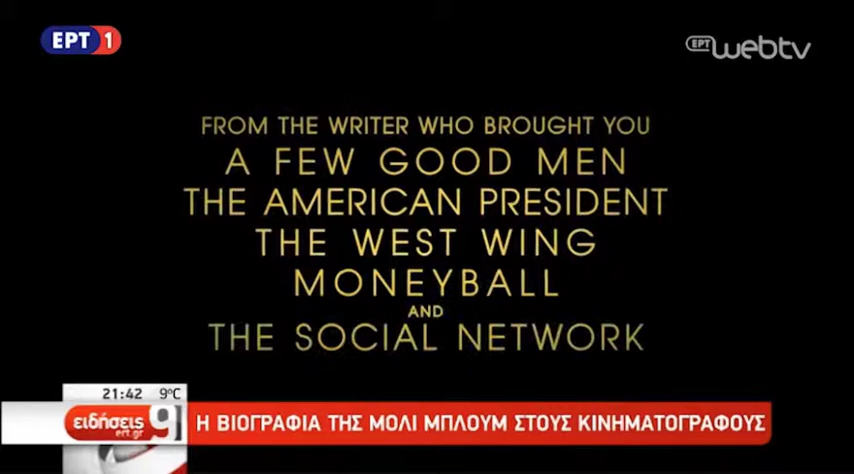 ΕΡΤ 1
ΕΡΤ webtv
FROM THE WRITER WHO BROUGHT YOU
A FEW GOOD MEN
THE AMERICAN PRESIDENT
THE WEST WING
MONEYBALL
AND
THE SOCIAL NETWORK
21:42 9°C
ειδήσεις 9
ert.gr
Η ΒΙΟΓΡΑΦΙΑ ΤΗΣ ΜΟΛΙ ΜΠΛΟΥΜ ΣΤΟΥΣ ΚΙΝΗΜΑΤΟΓΡΑΦΟΥΣ